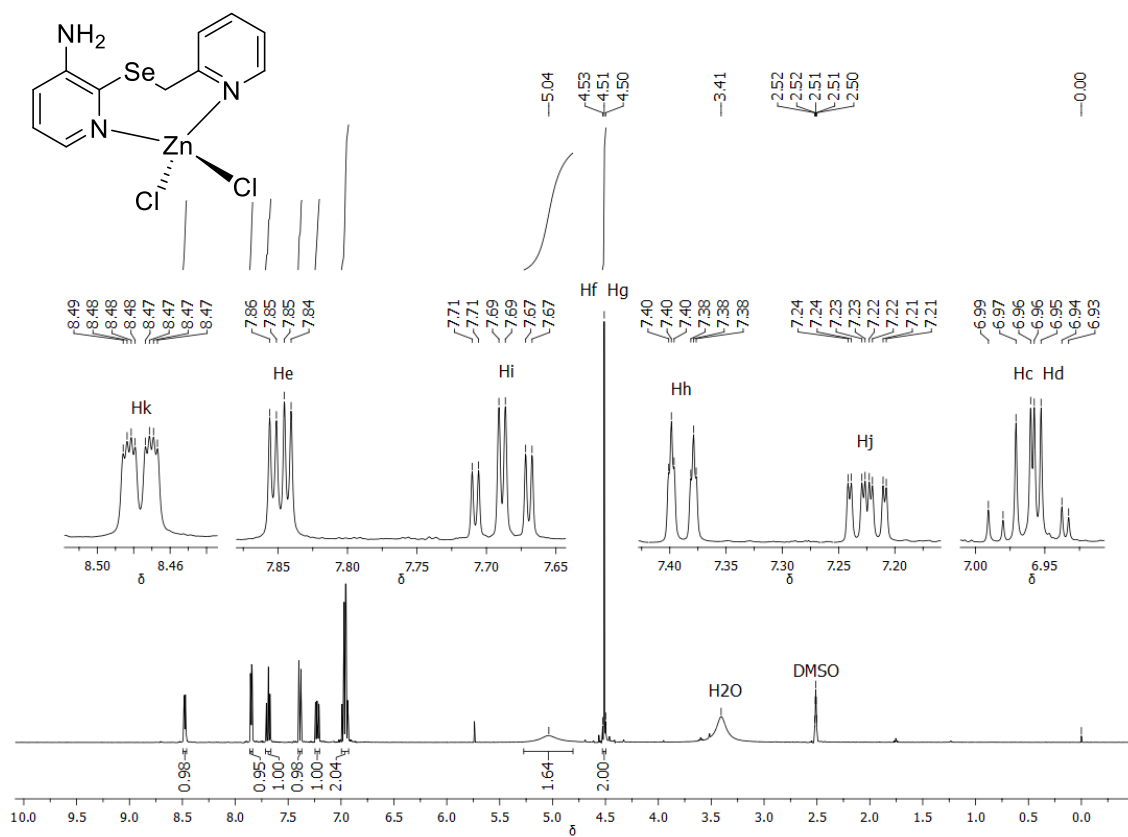 NH2
Se
N
N
Zn
Cl
Cl
5.04
4.53
4.51
4.50
3.41
2.52
2.52
2.51
2.51
2.50
0.00
8.49
8.48
8.48
8.48
8.47
8.47
8.47
8.47
7.86
7.85
7.85
7.84
7.71
7.71
7.69
7.69
7.67
7.67
Hf Hg
7.40
7.40
7.40
7.38
7.38
7.38
7.24
7.24
7.23
7.23
7.22
7.22
7.21
7.21
6.99
6.97
6.96
6.96
6.95
6.94
6.93
Hk
He
Hi
Hh
Hj
Hc Hd
8.50 8.46
δ
7.85 7.80 7.75 7.70 7.65
δ
7.40 7.35 7.30 7.25 7.20
δ
7.00 6.95
δ
H2O
DMSO
0.98
0.95
1.00
0.98
1.00
2.04
1.64
2.00
10.0 9.5 9.0 8.5 8.0 7.5 7.0 6.5 6.0 5.5 5.0 4.5 4.0 3.5 3.0 2.5 2.0 1.5 1.0 0.5 0.0
δ